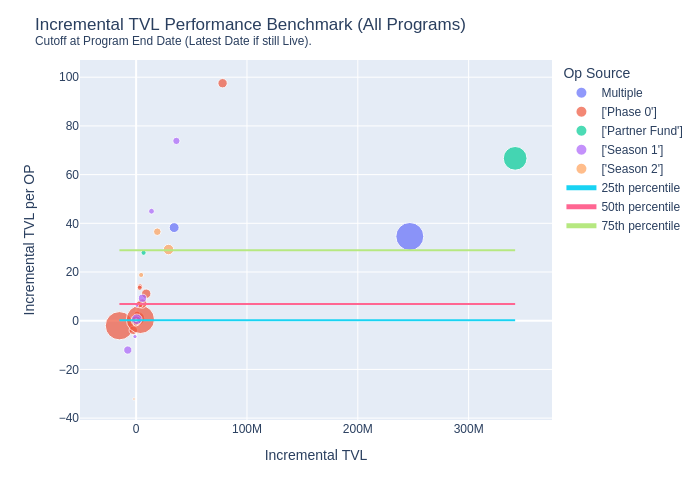 Incremental TVL Performance Benchmark (All Programs)
Cutoff at Program End Date (Latest Date if still Live).
Incremental TVL per OP
100
80
60
40
20
0
−20
−40
0
100M
200M
300M
Incremental TVL
Op Source
Multiple
['Phase 0']
['Partner Fund']
['Season 1']
['Season 2']
25th percentile
50th percentile
75th percentile